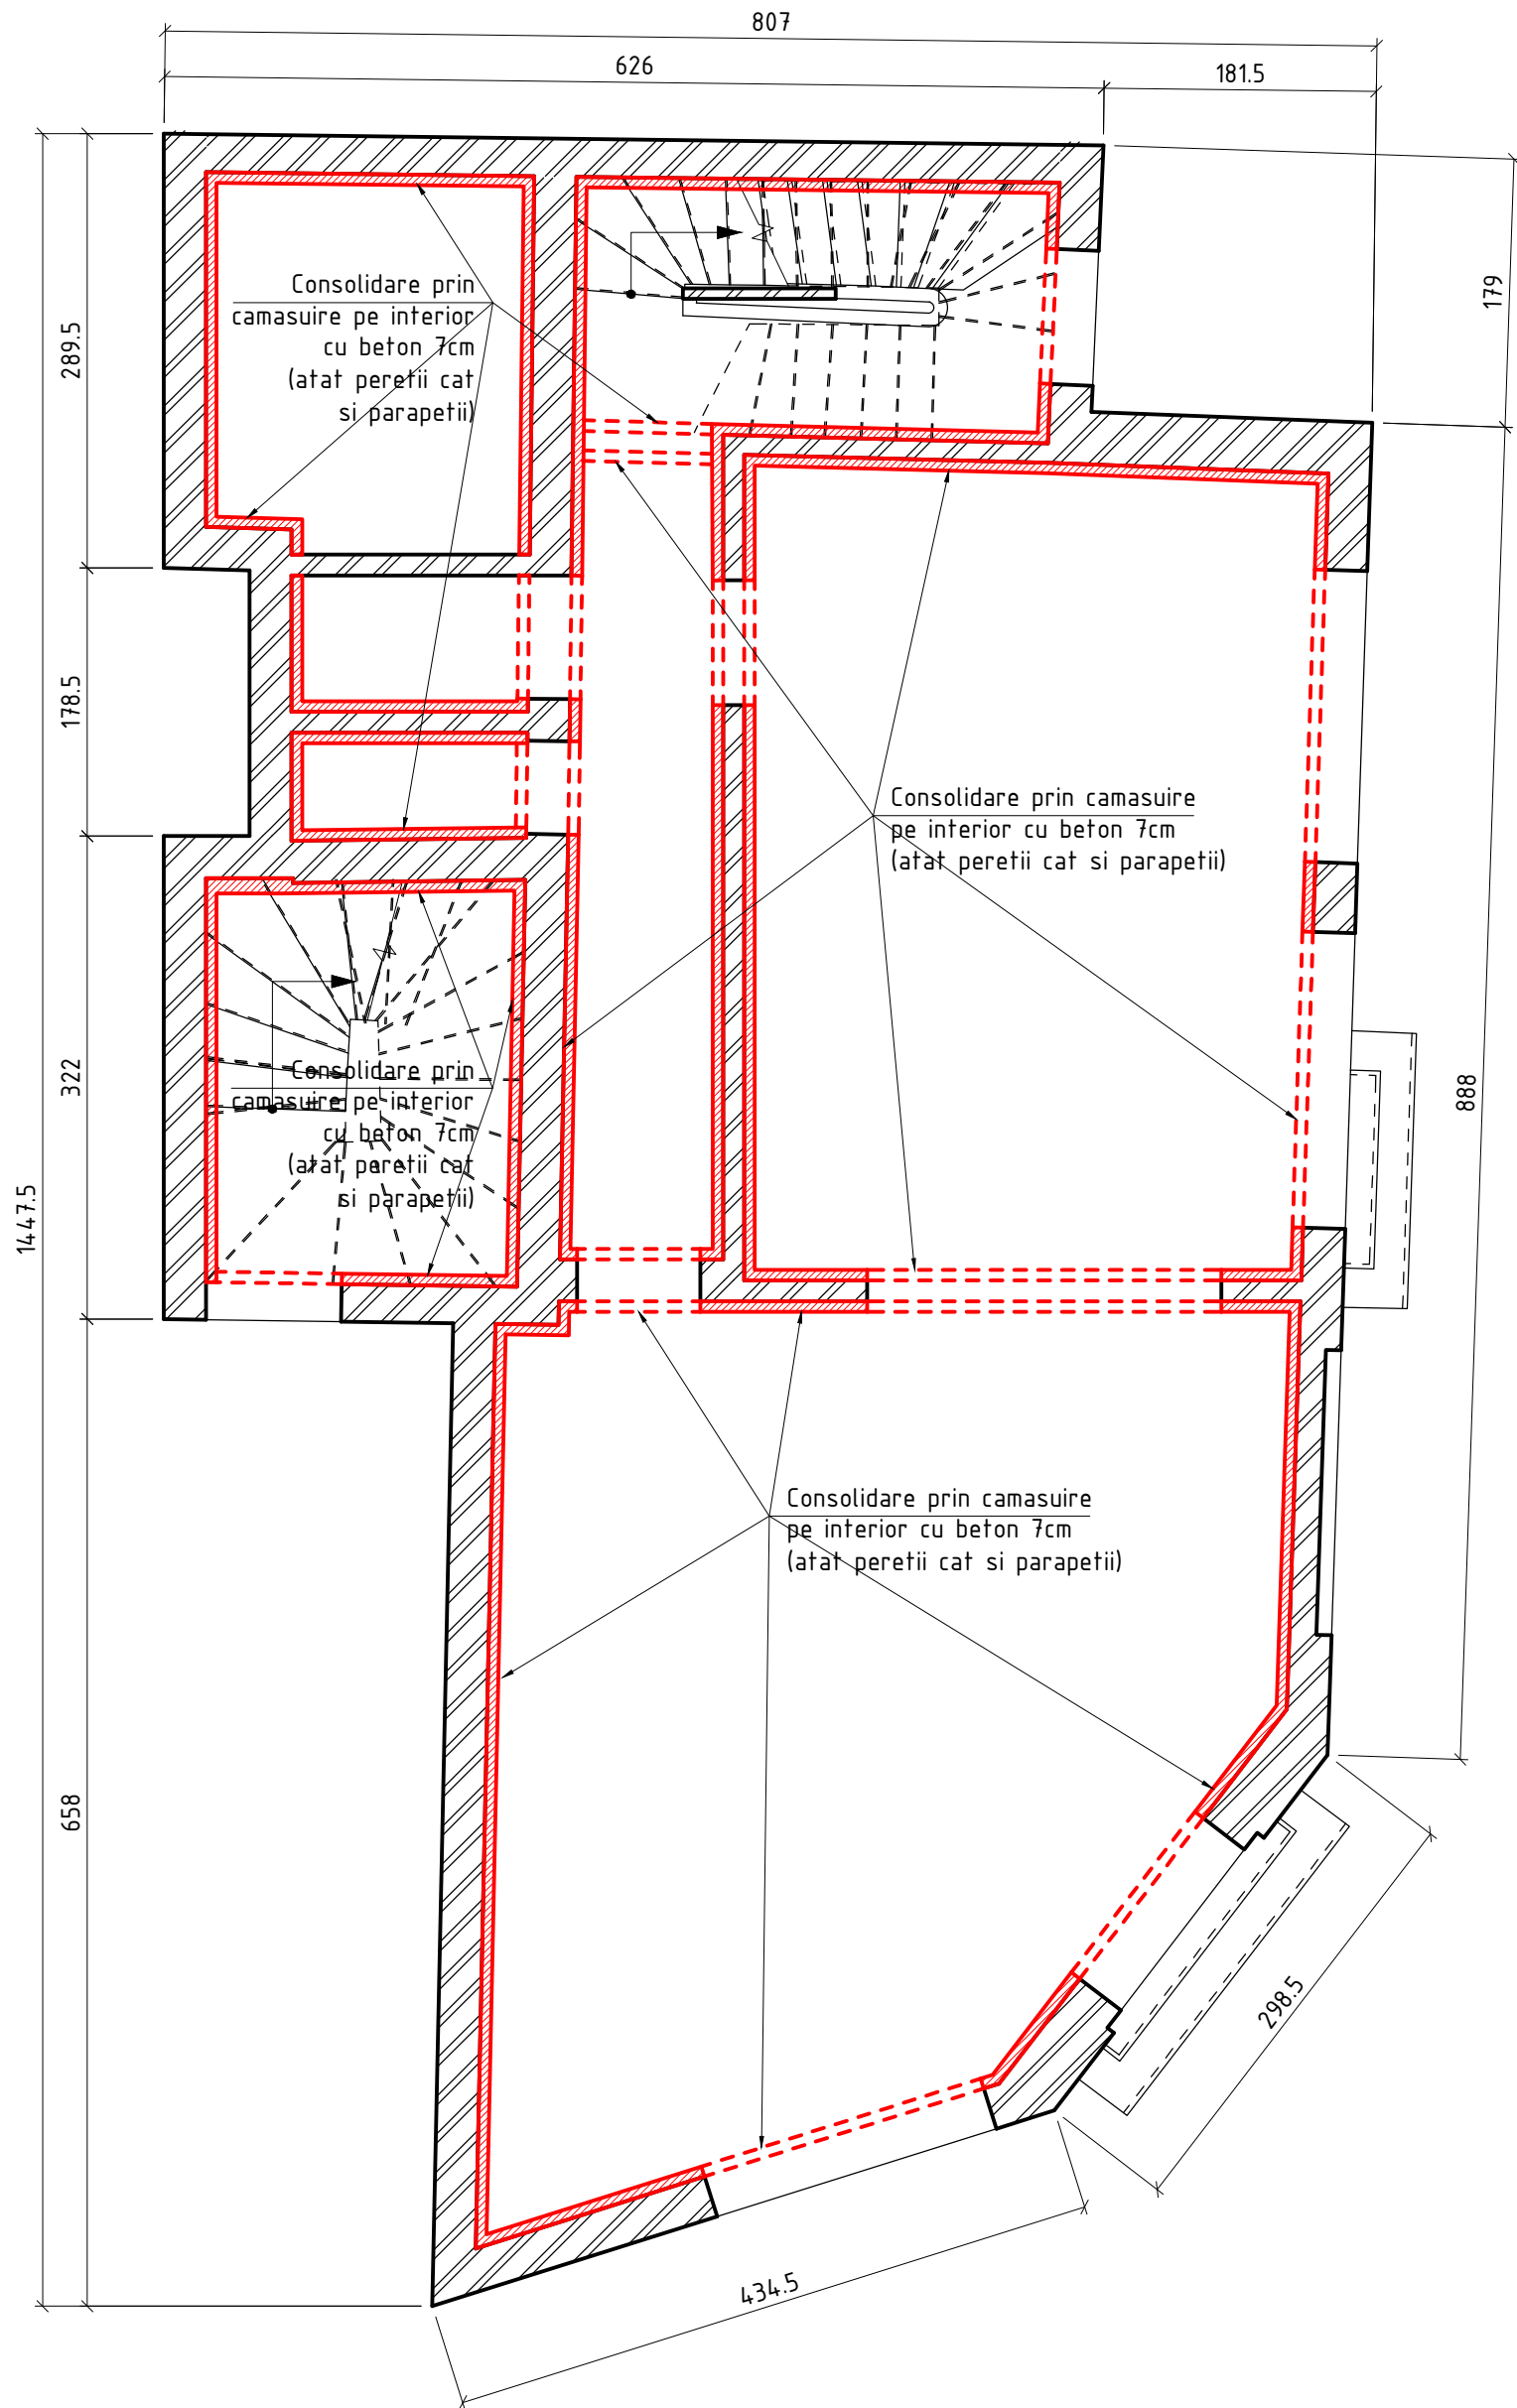 807
626
181.5
179
289.5
Consolidare prin
camasuire pe interior
cu beton 7cm
(atat peretii cat
si parapetii)
178.5
Consolidare prin camasuire
pe interior cu beton 7cm
(atat peretii cat si parapetii)
322
Consolidare prin
camasuire pe interior
cu beton 7cm
(atat peretii cat
si parapetii)
888
1447.5
Consolidare prin camasuire
pe interior cu beton 7cm
(atat peretii cat si parapetii)
658
298.5
434.5